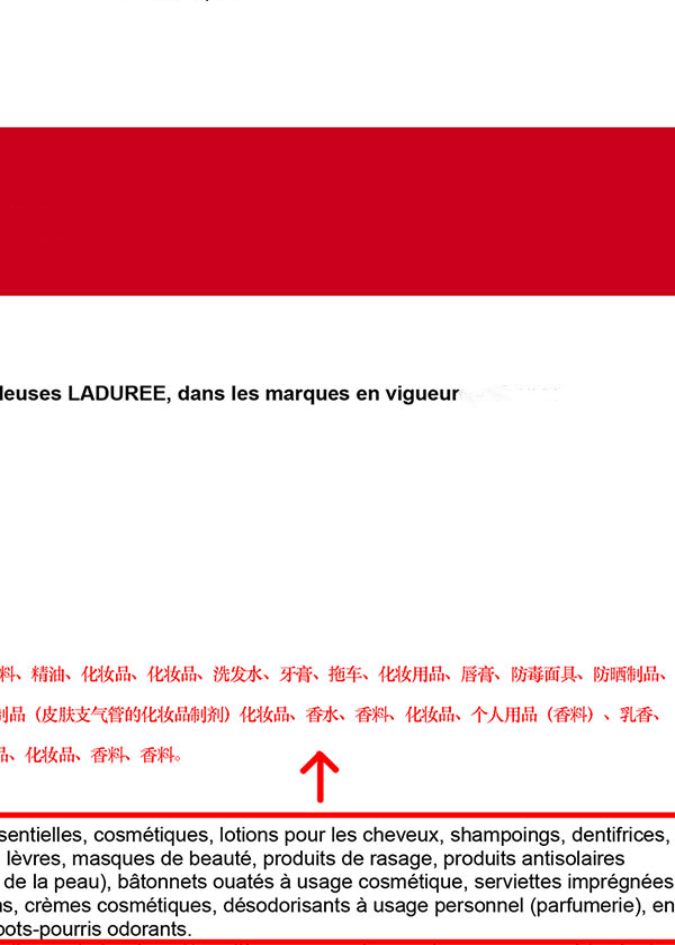 leuses LADUREE, dans les marques en vigueur
料、精油、化妆品、化妆品、洗发水、牙膏、拖车、化妆用品、唇膏、防毒面具、防晒制品、
制品（皮肤支气管的化妆品制剂）化妆品、香水、香料、化妆品、个人用品（香料）、乳香、
品、化妆品、香料、香料。
sentielles, cosmétiques, lotions pour les cheveux, shampoings, dentifrices,
lèvres, masques de beauté, produits de rasage, produits antisolaires
de la peau), bâtonnets ouatés à usage cosmétique, serviettes imprégnées
ns, crèmes cosmétiques, désodorisants à usage personnel (parfumerie), en
pots-pourris odorants.